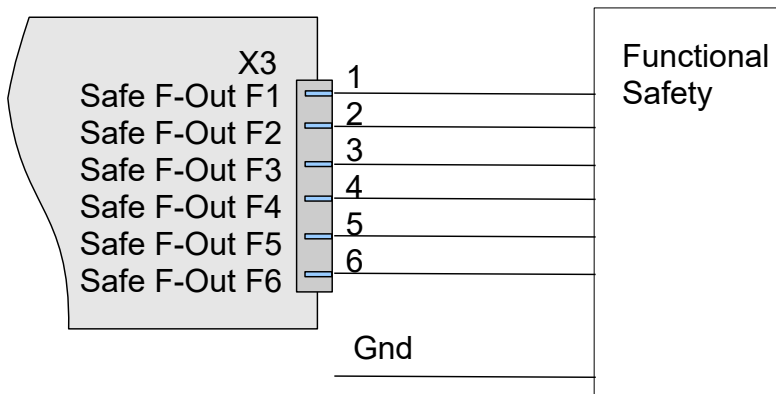 X3
Safe F-Out F1
Safe F-Out F2
Safe F-Out F3
Safe F-Out F4
Safe F-Out F5
Safe F-Out F6
1
2
3
4
5
6
Gnd
Functional
Safety